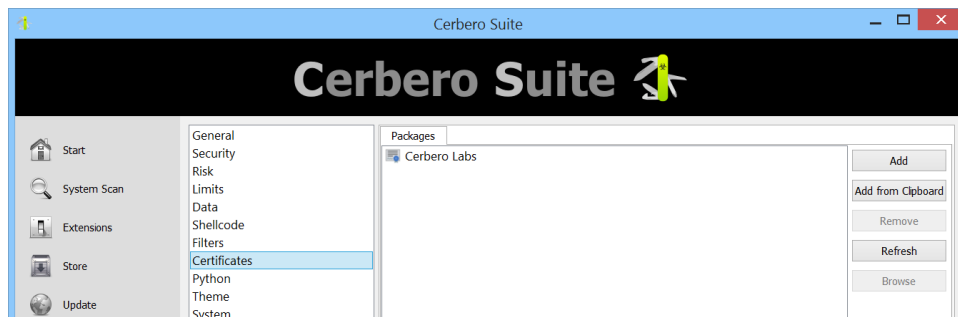 Cerbero Suite
Cerbero Suite
Start
System Scan
Extensions
Store
Update
General
Security
Risk
Limits
Data
Shellcode
Filters
Certificates
Python
Theme
System
Packages
Cerbero Labs
Add
Add from Clipboard
Remove
Refresh
Browse